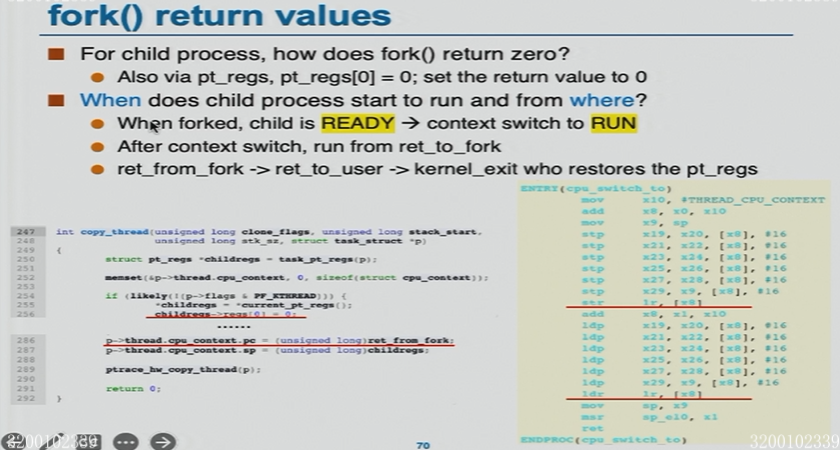 fork() return values
For child process, how does fork() return zero?
Also via pt_regs, pt_regs[0] = 0; set the return value to 0
When does child process start to run and from where?
When forked, child is READY → context switch to RUN
After context switch, run from ret_to_fork
ret_from_fork -> ret_to_user -> kernel_exit who restores the pt_regs
247 int copy_thread(unsigned long clone_flags, unsigned long stack_start,
248 unsigned long stk_sz, struct task_struct *p)
249 {
250 struct pt_regs *childregs = task_pt_regs(p);
251
252 memset(&p->thread.cpu_context, 0, sizeof(struct cpu_context));
253
254 if (likely(!(p->flags & PF_KTHREAD))) {
255 *childregs = *current_pt_regs();
256 childregs->regs[0] = 0;
......
286 p->thread.cpu_context.pc = (unsigned long)ret_from_fork;
287 p->thread.cpu_context.sp = (unsigned long)childregs;
288
289 ptrace_hw_copy_thread(p);
290
291 return 0;
292 }
ENTRY(cpu_switch_to)
mov x10, #THREAD_CPU_CONTEXT
add x8, x0, x10
mov x9, sp
stp x19, x20, [x8], #16
stp x21, x22, [x8], #16
stp x23, x24, [x8], #16
stp x25, x26, [x8], #16
stp x27, x28, [x8], #16
stp x29, x9, [x8], #16
str lr, [x8]
add x8, x1, x10
ldp x19, x20, [x8], #16
ldp x21, x22, [x8], #16
ldp x23, x24, [x8], #16
ldp x25, x26, [x8], #16
ldp x27, x28, [x8], #16
ldp x29, x9, [x8], #16
ldr lr, [x8]
mov sp, x9
msr sp_el0, x1
ret
ENDPROC(cpu_switch_to)
70
3200102339
3200102339